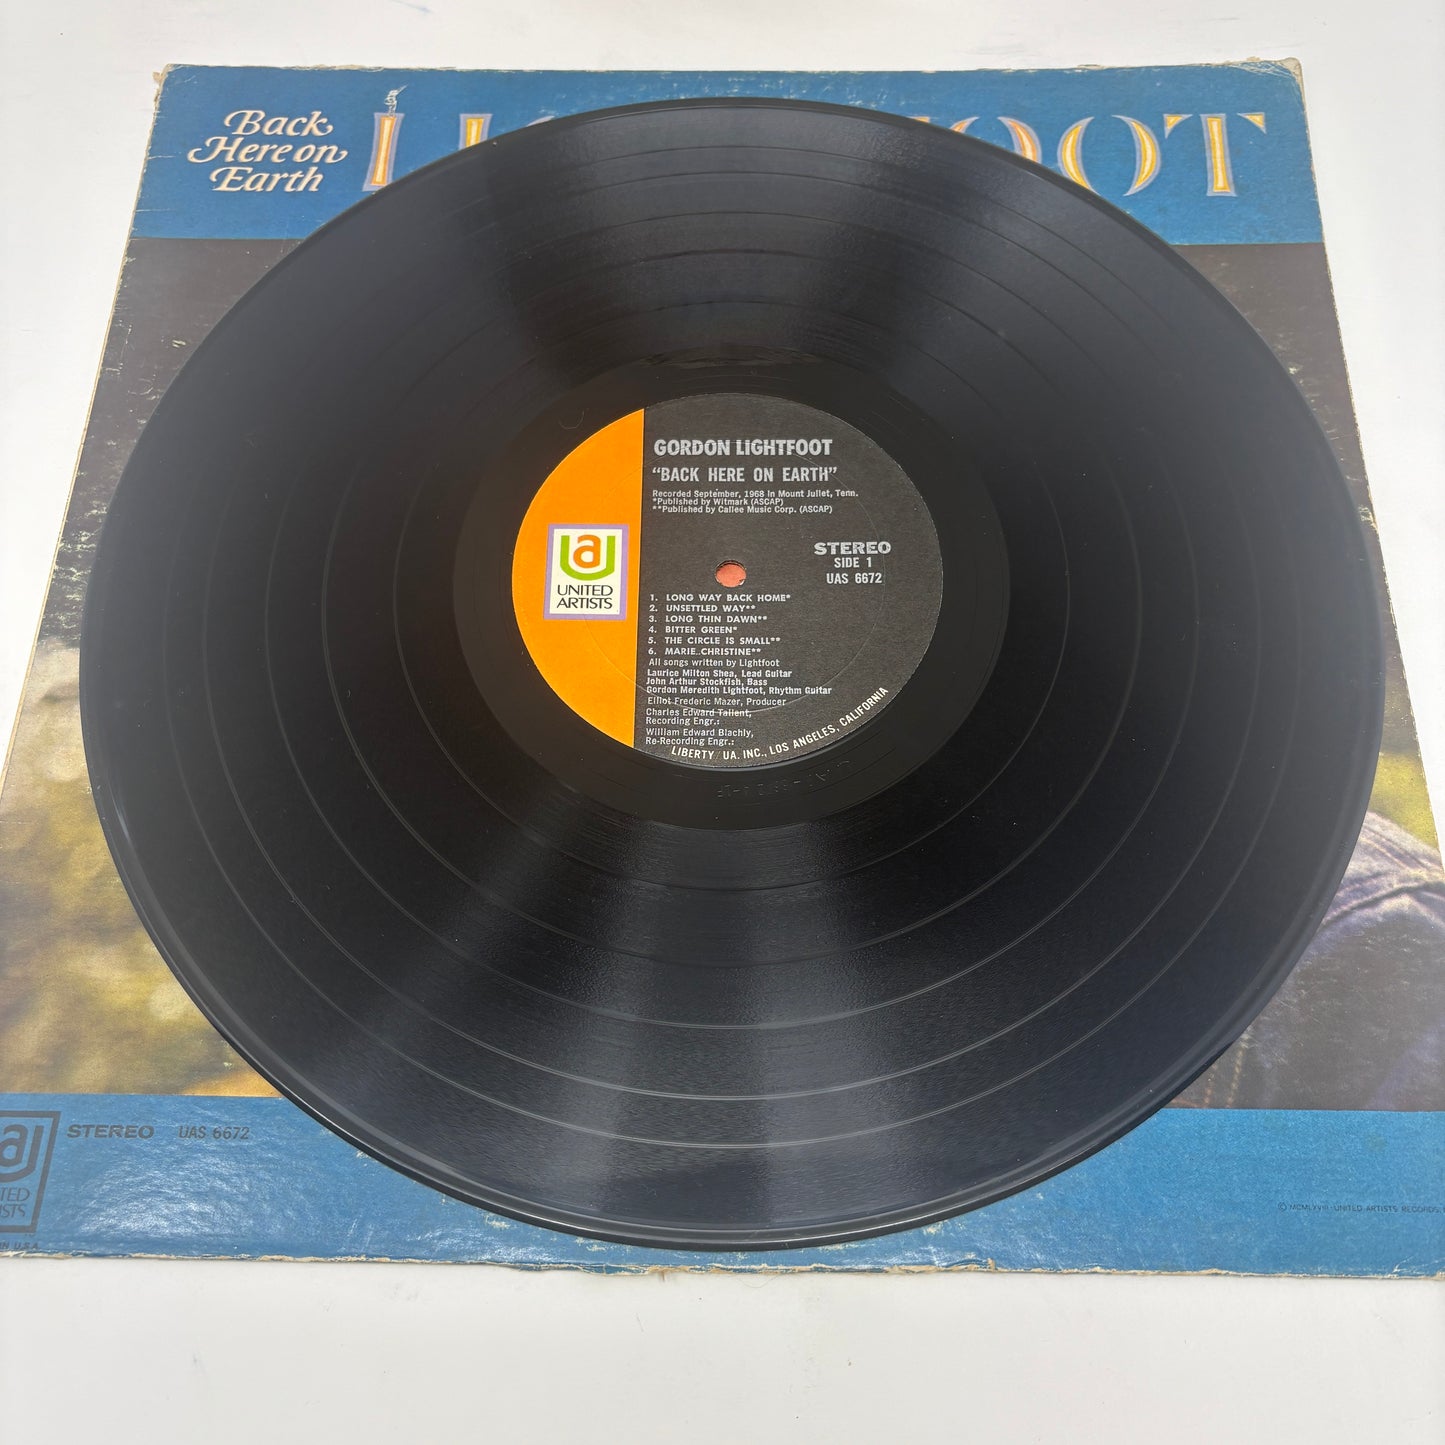 Back
Here on
Earth
GORDON LIGHTFOOT
"BACK HERE ON EARTH"
Recorded September, 1968 in Mount Juliet, Tenn.
*Published by Witmark (ASCAP)
**Published by Callee Music Corp. (ASCAP)
STEREO
SIDE 1
UAS 6672
UA
UNITED
ARTISTS
1. LONG WAY BACK HOME*
2. UNSETTLED WAY**
3. LONG THIN DAWN**
4. BITTER GREEN*
5. THE CIRCLE IS SMALL**
6. MARIE CHRISTINE**
All songs written by Lightfoot
Laurice Milton Shea, Lead Guitar
John Arthur Stockfish, Bass
Gordon Meredith Lightfoot, Rhythm Guitar
Elliot Frederic Mazer, Producer
Charles Edward Tallent,
Recording Engr.:
William Edward Blachly,
Re-Recording Engr.:
LIBERTY/UA, INC., LOS ANGELES, CALIFORNIA
STEREO UAS 6672
© MCMLXVIII UNITED ARTISTS RECORDS,